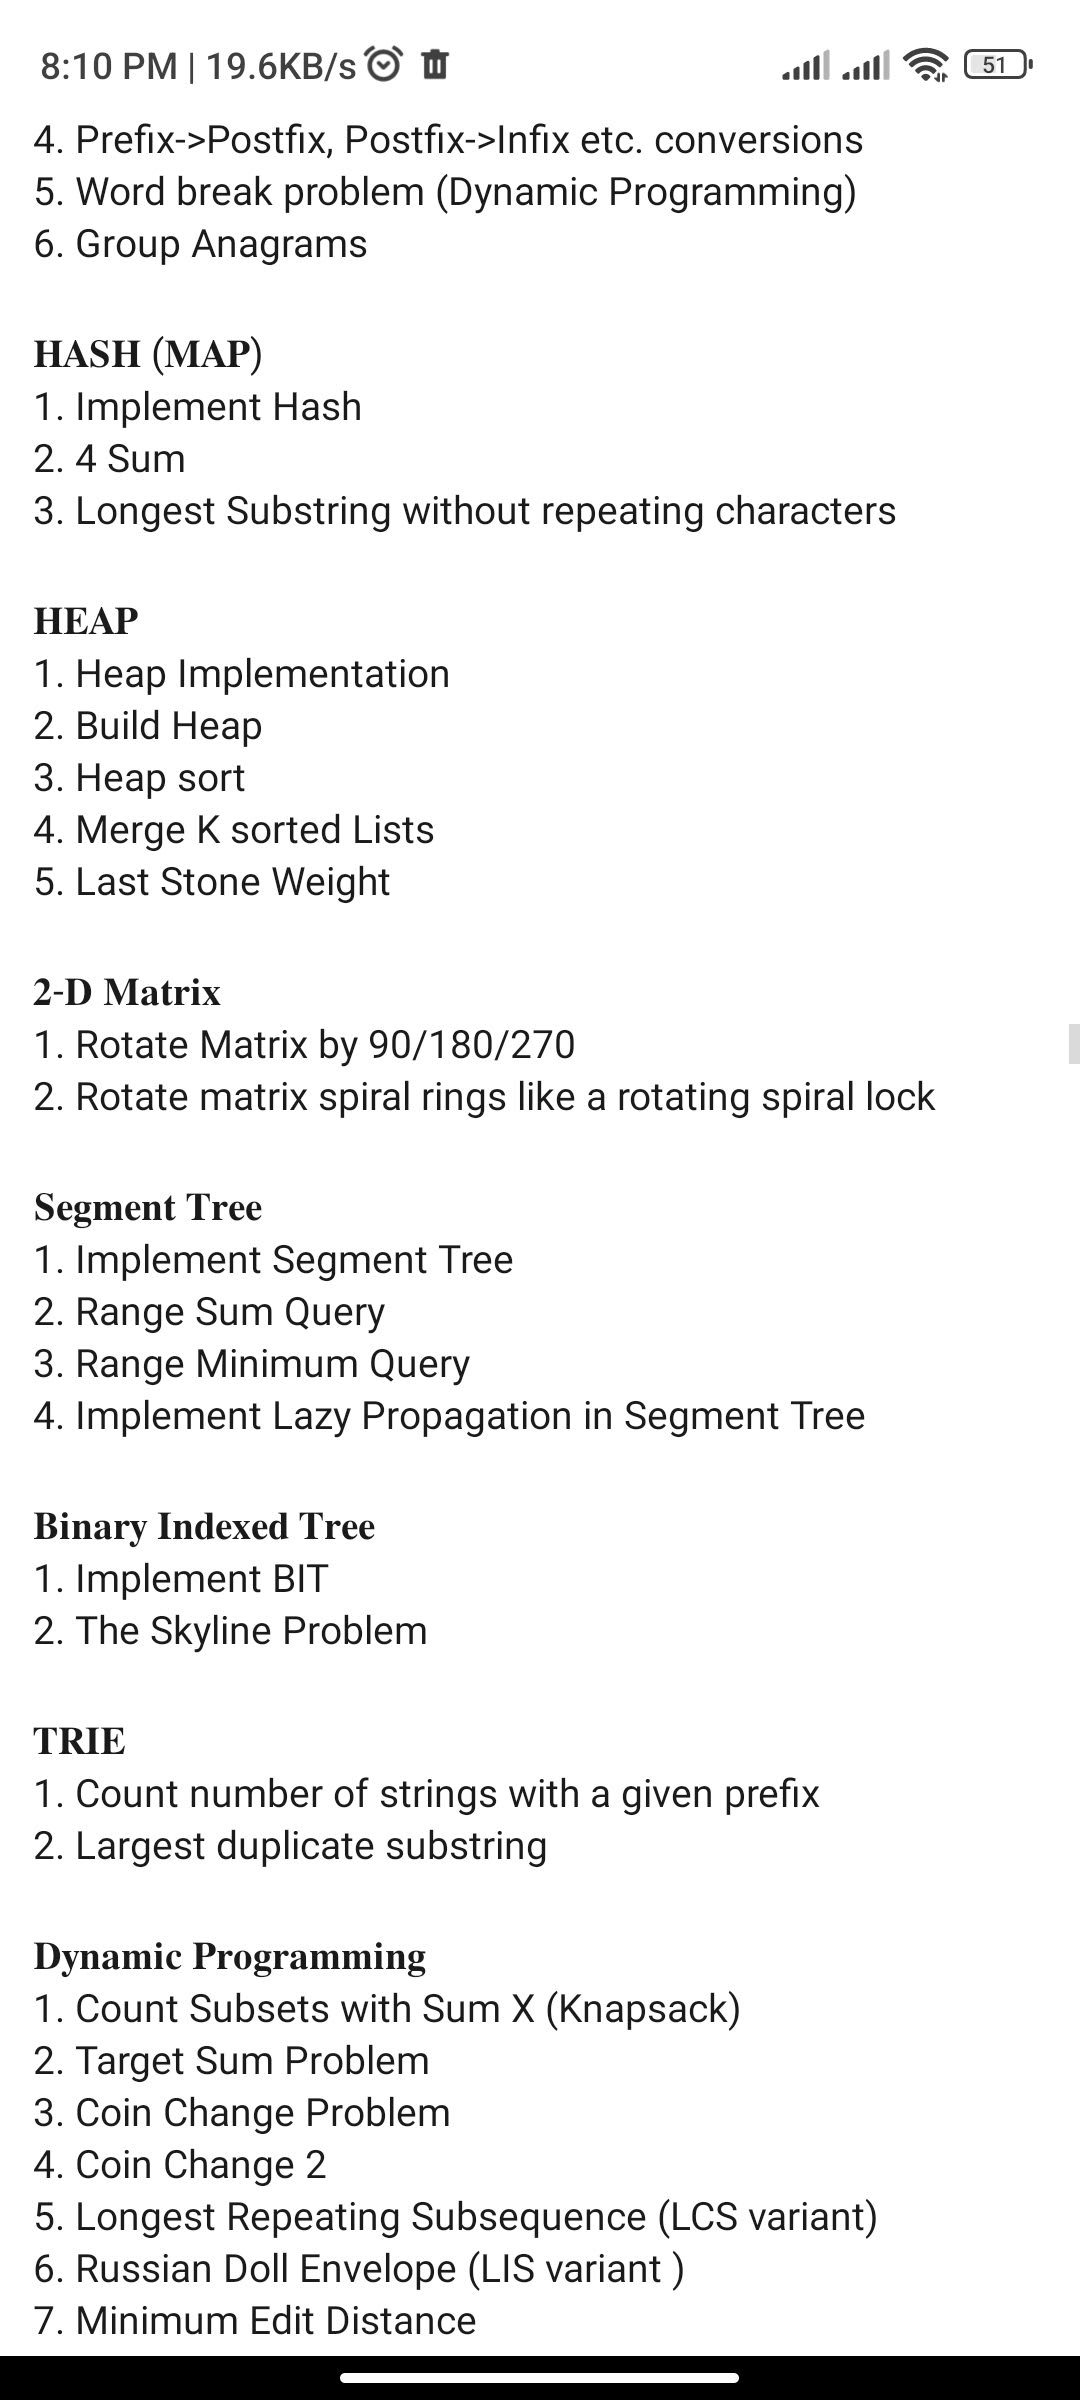 8:10 PM | 19.6KB/s 51
4. Prefix->Postfix, Postfix->Infix etc. conversions
5. Word break problem (Dynamic Programming)
6. Group Anagrams
HASH (MAP)
1. Implement Hash
2. 4 Sum
3. Longest Substring without repeating characters
HEAP
1. Heap Implementation
2. Build Heap
3. Heap sort
4. Merge K sorted Lists
5. Last Stone Weight
2-D Matrix
1. Rotate Matrix by 90/180/270
2. Rotate matrix spiral rings like a rotating spiral lock
Segment Tree
1. Implement Segment Tree
2. Range Sum Query
3. Range Minimum Query
4. Implement Lazy Propagation in Segment Tree
Binary Indexed Tree
1. Implement BIT
2. The Skyline Problem
TRIE
1. Count number of strings with a given prefix
2. Largest duplicate substring
Dynamic Programming
1. Count Subsets with Sum X (Knapsack)
2. Target Sum Problem
3. Coin Change Problem
4. Coin Change 2
5. Longest Repeating Subsequence (LCS variant)
6. Russian Doll Envelope (LIS variant )
7. Minimum Edit Distance